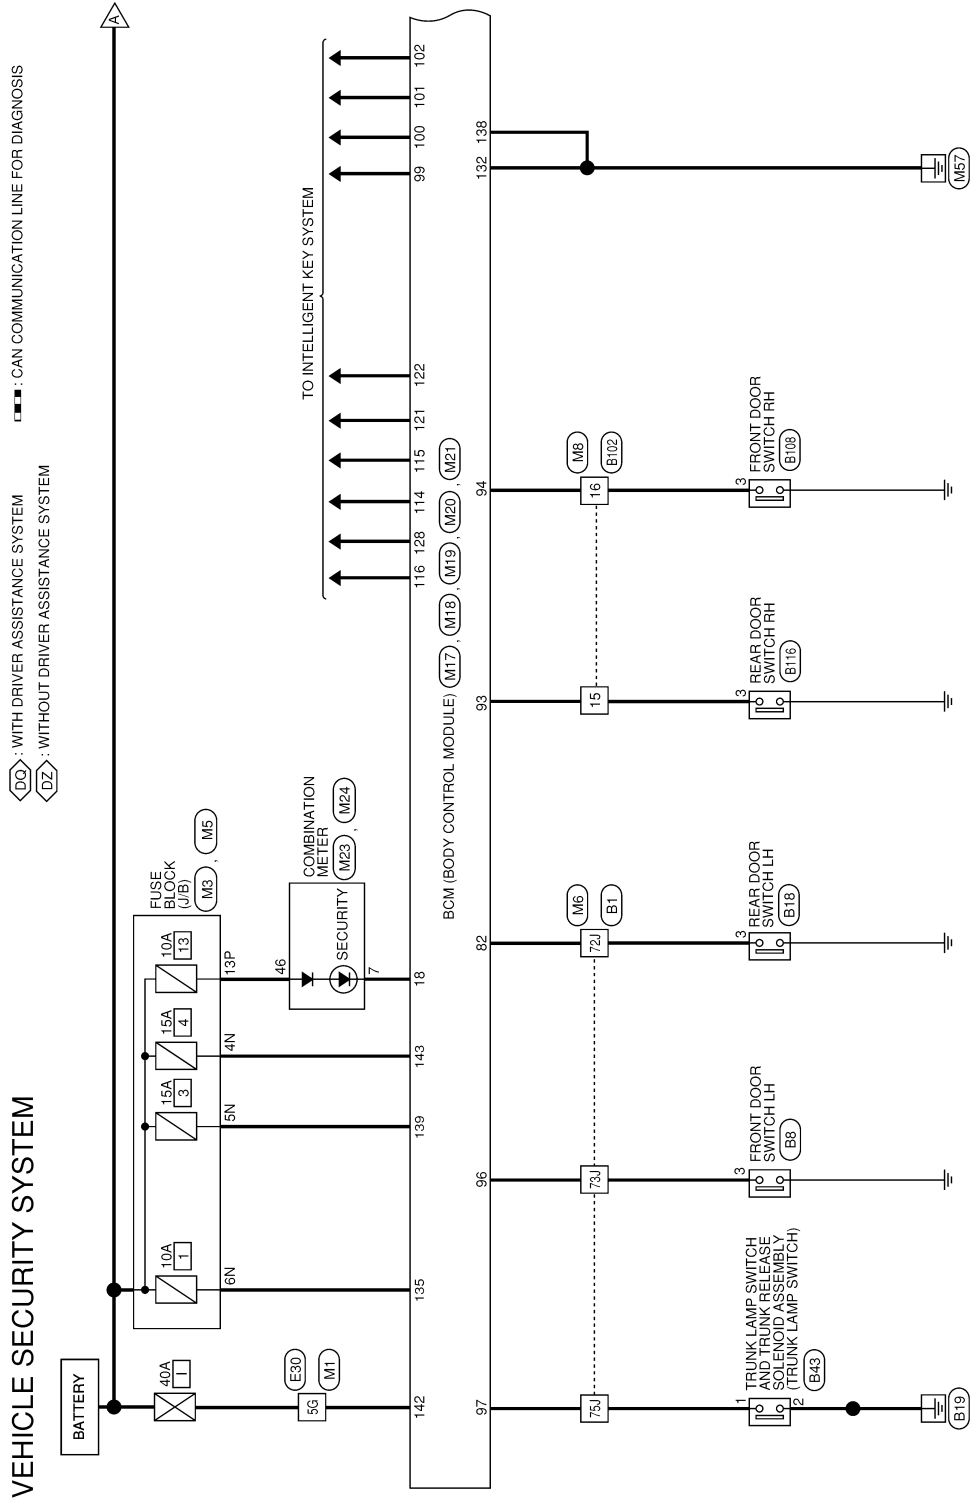 VEHICLE SECURITY SYSTEM
DQ : WITH DRIVER ASSISTANCE SYSTEM
DZ : WITHOUT DRIVER ASSISTANCE SYSTEM
: CAN COMMUNICATION LINE FOR DIAGNOSIS
BATTERY
A
40A
I
10A
1
15A
3
15A
4
10A
13
FUSE
BLOCK
(J/B)
M3 , M5
6N
5N
4N
13P
5G
E30
M1
46
SECURITY
7
COMBINATION
METER
M23 , M24
TO INTELLIGENT KEY SYSTEM
142
135
139
143
18
116
128
114
115
121
122
99
100
101
102
BCM (BODY CONTROL MODULE) M17 , M18 , M19 , M20 , M21
97
96
82
93
94
132
138
75J
73J
72J
M6
B1
15
16
M8
B102
1
2
TRUNK LAMP SWITCH
AND TRUNK RELEASE
SOLENOID ASSEMBLY
(TRUNK LAMP SWITCH)
B43
3
FRONT DOOR
SWITCH LH
B8
3
REAR DOOR
SWITCH LH
B18
3
REAR DOOR
SWITCH RH
B116
3
FRONT DOOR
SWITCH RH
B108
B19
M57